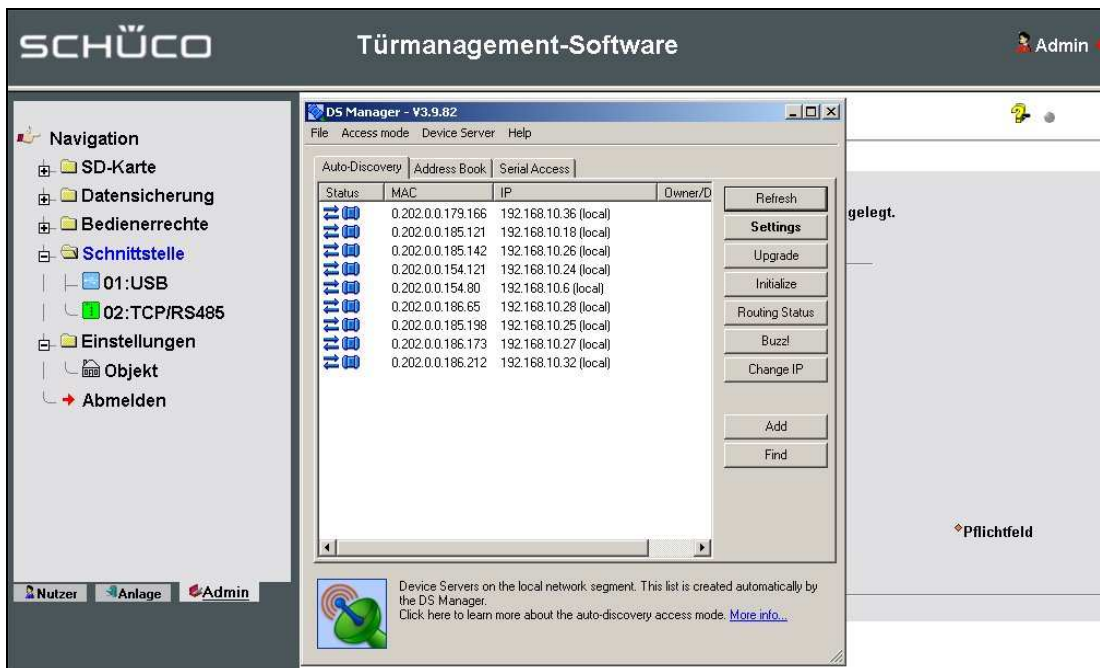 SCHÜCO
Türmanagement-Software
Admin
Navigation
SD-Karte
Datensicherung
Bedienerrechte
Schnittstelle
01:USB
02:TCP/RS485
Einstellungen
Objekt
Abmelden
Nutzer Anlage Admin
DS Manager - V3.9.82
File Access mode Device Server Help
Auto-Discovery Address Book Serial Access
Status MAC IP Owner/D
0.202.0.0.179.166 192.168.10.36 (local)
0.202.0.0.185.121 192.168.10.18 (local)
0.202.0.0.185.142 192.168.10.26 (local)
0.202.0.0.154.121 192.168.10.24 (local)
0.202.0.0.154.80 192.168.10.6 (local)
0.202.0.0.186.65 192.168.10.28 (local)
0.202.0.0.185.198 192.168.10.25 (local)
0.202.0.0.186.173 192.168.10.27 (local)
0.202.0.0.186.212 192.168.10.32 (local)
Refresh
Settings
Upgrade
Initialize
Routing Status
Buzz!
Change IP
Add
Find
Device Servers on the local network segment. This list is created automatically by
the DS Manager.
Click here to learn more about the auto-discovery access mode. More info...
gelegt.
Pflichtfeld